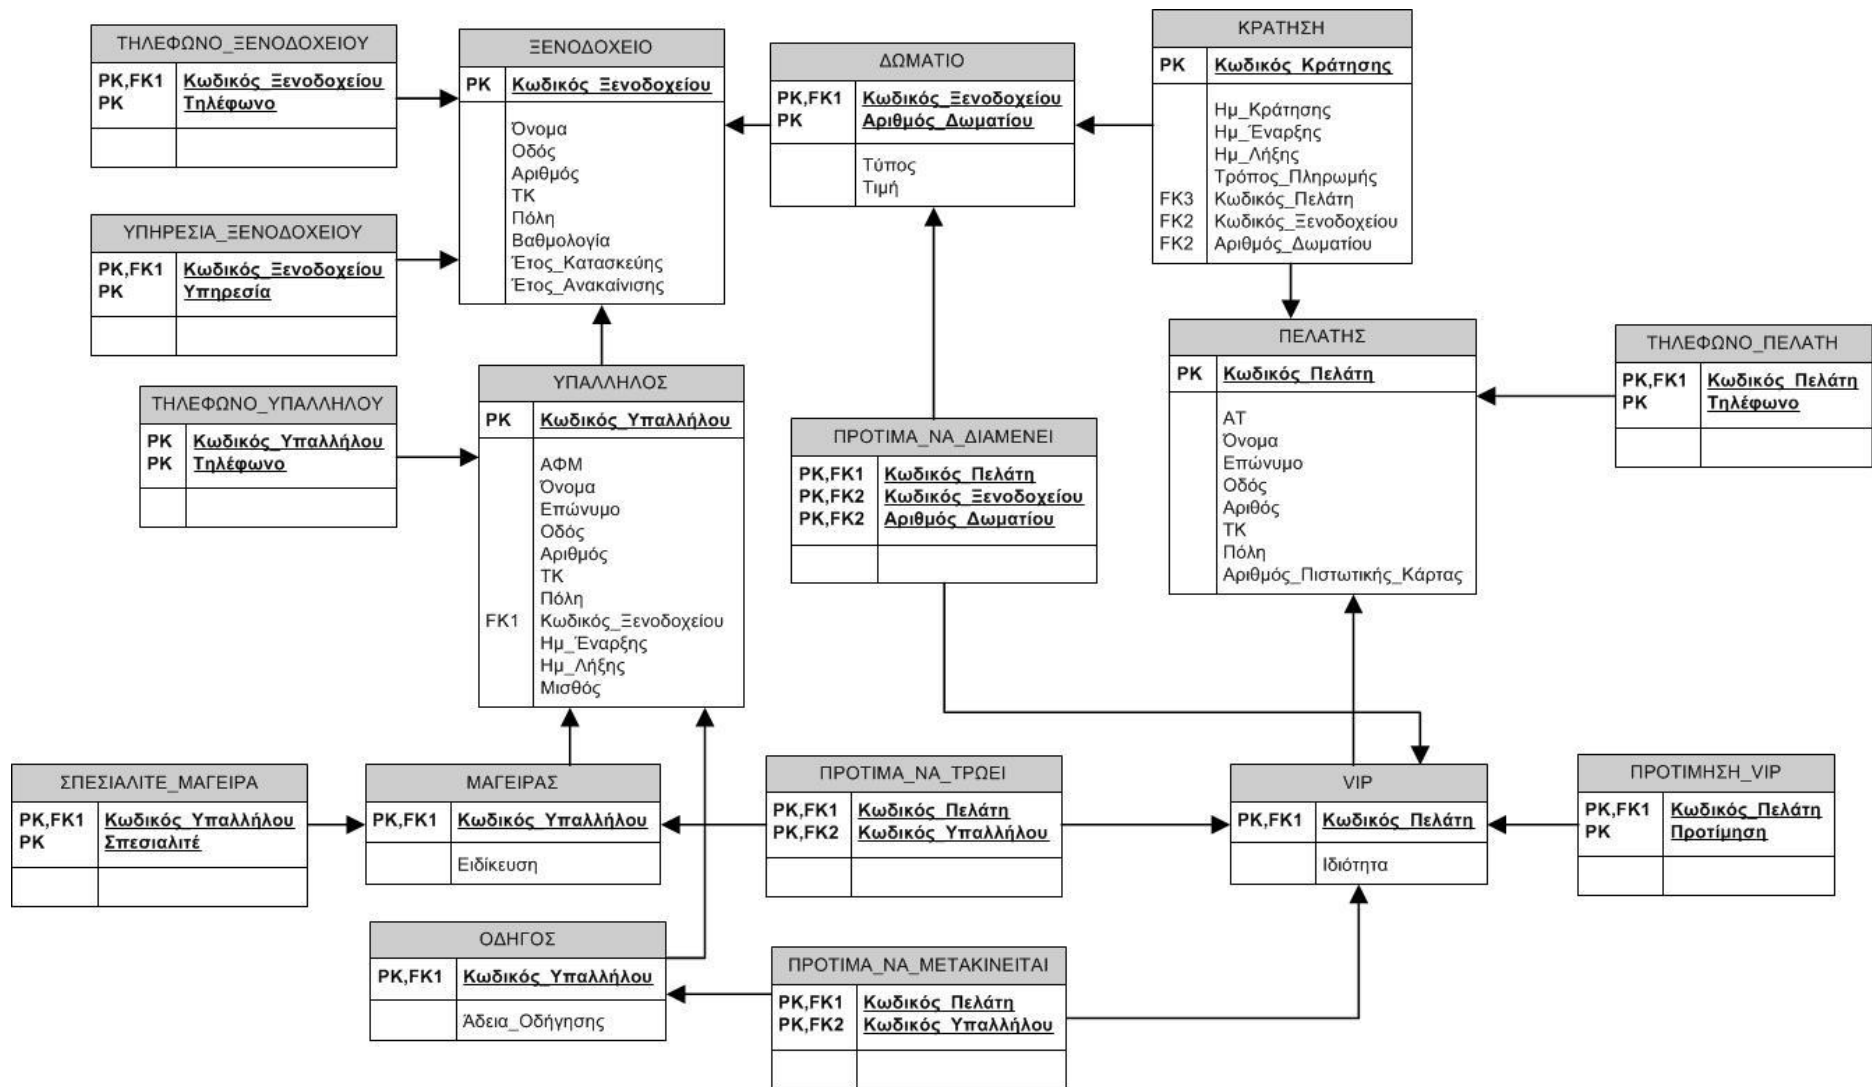 ΤΗΛΕΦΩΝΟ_ΞΕΝΟΔΟΧΕΙΟΥ
PK,FK1 Κωδικός_Ξενοδοχείου
PK Τηλέφωνο
ΞΕΝΟΔΟΧΕΙΟ
PK Κωδικός_Ξενοδοχείου
Όνομα
Οδός
Αριθμός
ΤΚ
Πόλη
Βαθμολογία
Έτος_Κατασκεύης
Έτος_Ανακαίνισης
ΔΩΜΑΤΙΟ
PK,FK1 Κωδικός_Ξενοδοχείου
PK Αριθμός_Δωματίου
Τύπος
Τιμή
ΚΡΑΤΗΣΗ
PK Κωδικός_Κράτησης
Ημ_Κράτησης
Ημ_Έναρξης
Ημ_Λήξης
Τρόπος_Πληρωμής
FK3 Κωδικός_Πελάτη
FK2 Κωδικός_Ξενοδοχείου
FK2 Αριθμός_Δωματίου
ΥΠΗΡΕΣΙΑ_ΞΕΝΟΔΟΧΕΙΟΥ
PK,FK1 Κωδικός_Ξενοδοχείου
PK Υπηρεσία
ΠΕΛΑΤΗΣ
PK Κωδικός_Πελάτη
ΑΤ
Όνομα
Επώνυμο
Οδός
Αριθός
ΤΚ
Πόλη
Αριθμός_Πιστωτικής_Κάρτας
ΤΗΛΕΦΩΝΟ_ΠΕΛΑΤΗ
PK,FK1 Κωδικός_Πελάτη
PK Τηλέφωνο
ΤΗΛΕΦΩΝΟ_ΥΠΑΛΛΗΛΟΥ
PK Κωδικός_Υπαλλήλου
PK Τηλέφωνο
ΥΠΑΛΛΗΛΟΣ
PK Κωδικός_Υπαλλήλου
ΑΦΜ
Όνομα
Επώνυμο
Οδός
Αριθμός
ΤΚ
Πόλη
FK1 Κωδικός_Ξενοδοχείου
Ημ_Έναρξης
Ημ_Λήξης
Μισθός
ΠΡΟΤΙΜΑ_ΝΑ_ΔΙΑΜΕΝΕΙ
PK,FK1 Κωδικός_Πελάτη
PK,FK2 Κωδικός_Ξενοδοχείου
PK,FK2 Αριθμός_Δωματίου
ΣΠΕΣΙΑΛΙΤΕ_ΜΑΓΕΙΡΑ
PK,FK1 Κωδικός_Υπαλλήλου
PK Σπεσιαλιτέ
ΜΑΓΕΙΡΑΣ
PK,FK1 Κωδικός_Υπαλλήλου
Ειδίκευση
ΠΡΟΤΙΜΑ_ΝΑ_ΤΡΩΕΙ
PK,FK1 Κωδικός_Πελάτη
PK,FK2 Κωδικός_Υπαλλήλου
VIP
PK,FK1 Κωδικός_Πελάτη
Ιδιότητα
ΠΡΟΤΙΜΗΣΗ_VIP
PK,FK1 Κωδικός_Πελάτη
PK Προτίμηση
ΟΔΗΓΟΣ
PK,FK1 Κωδικός_Υπαλλήλου
Άδεια_Οδήγησης
ΠΡΟΤΙΜΑ_ΝΑ_ΜΕΤΑΚΙΝΕΙΤΑΙ
PK,FK1 Κωδικός_Πελάτη
PK,FK2 Κωδικός_Υπαλλήλου